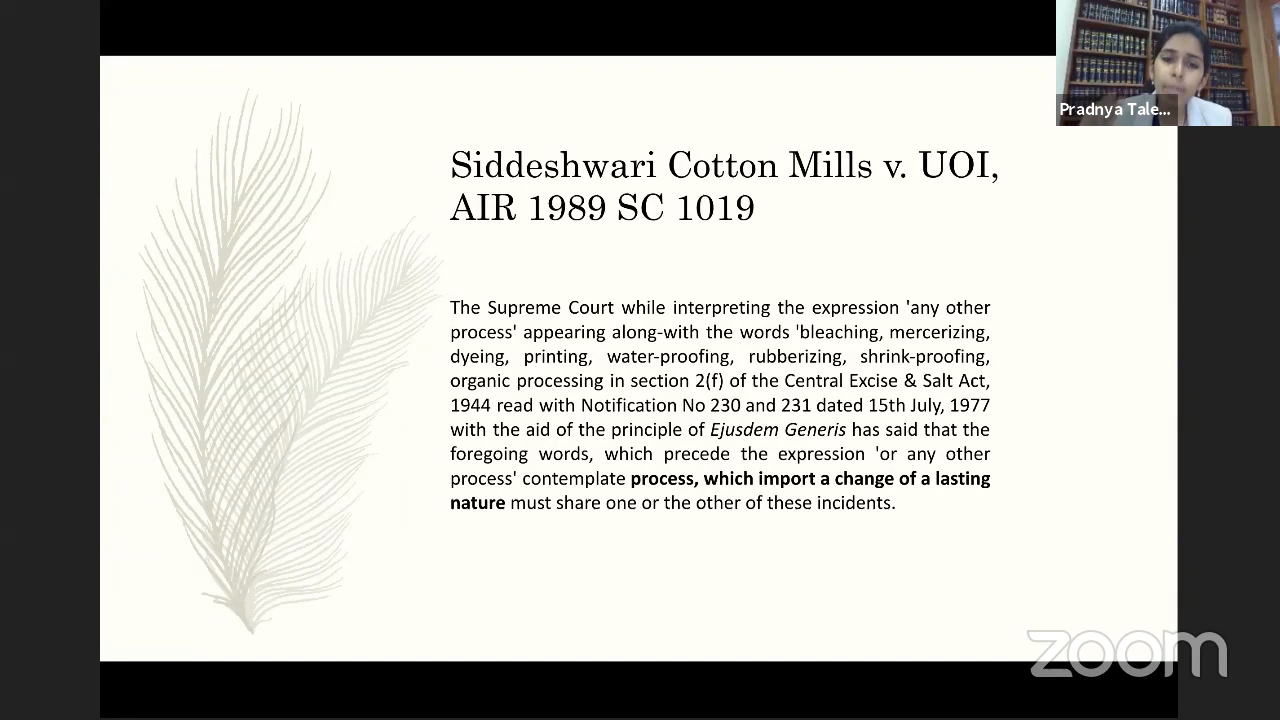 Pradnya Tale...
Siddeshwari Cotton Mills v. UOI,
AIR 1989 SC 1019
The Supreme Court while interpreting the expression 'any other
process' appearing along-with the words 'bleaching, mercerizing,
dyeing, printing, water-proofing, rubberizing, shrink-proofing,
organic processing in section 2(f) of the Central Excise & Salt Act,
1944 read with Notification No 230 and 231 dated 15th July, 1977
with the aid of the principle of Ejusdem Generis has said that the
foregoing words, which precede the expression 'or any other
process' contemplate process, which import a change of a lasting
nature must share one or the other of these incidents.
zoom